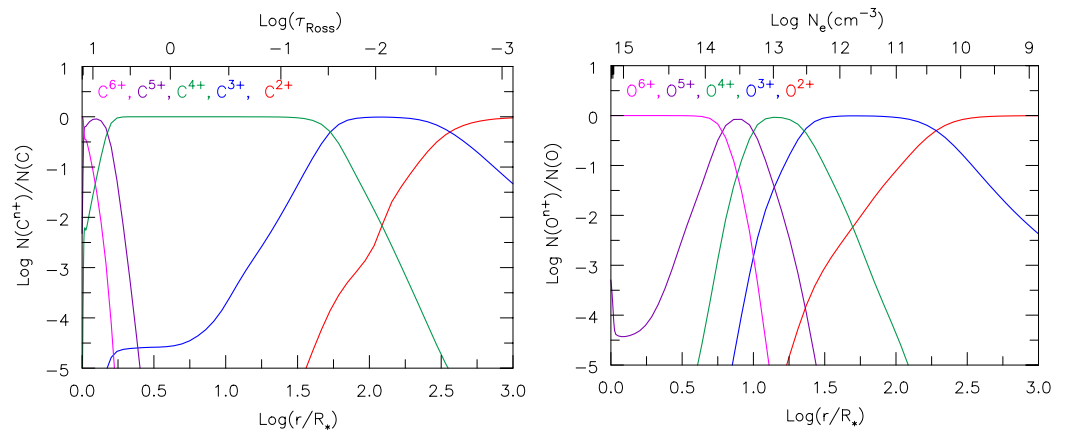 Log(τ_Ross)
1 0 −1 −2 −3
C^6+, C^5+, C^4+, C^3+, C^2+
1
0
−1
−2
−3
−4
−5
Log N(C^n+)/N(C)
0.0 0.5 1.0 1.5 2.0 2.5 3.0
Log(r/R_*)
Log N_e(cm^−3)
15 14 13 12 11 10 9
O^6+, O^5+, O^4+, O^3+, O^2+
1
0
−1
−2
−3
−4
−5
Log N(O^n+)/N(O)
0.0 0.5 1.0 1.5 2.0 2.5 3.0
Log(r/R_*)